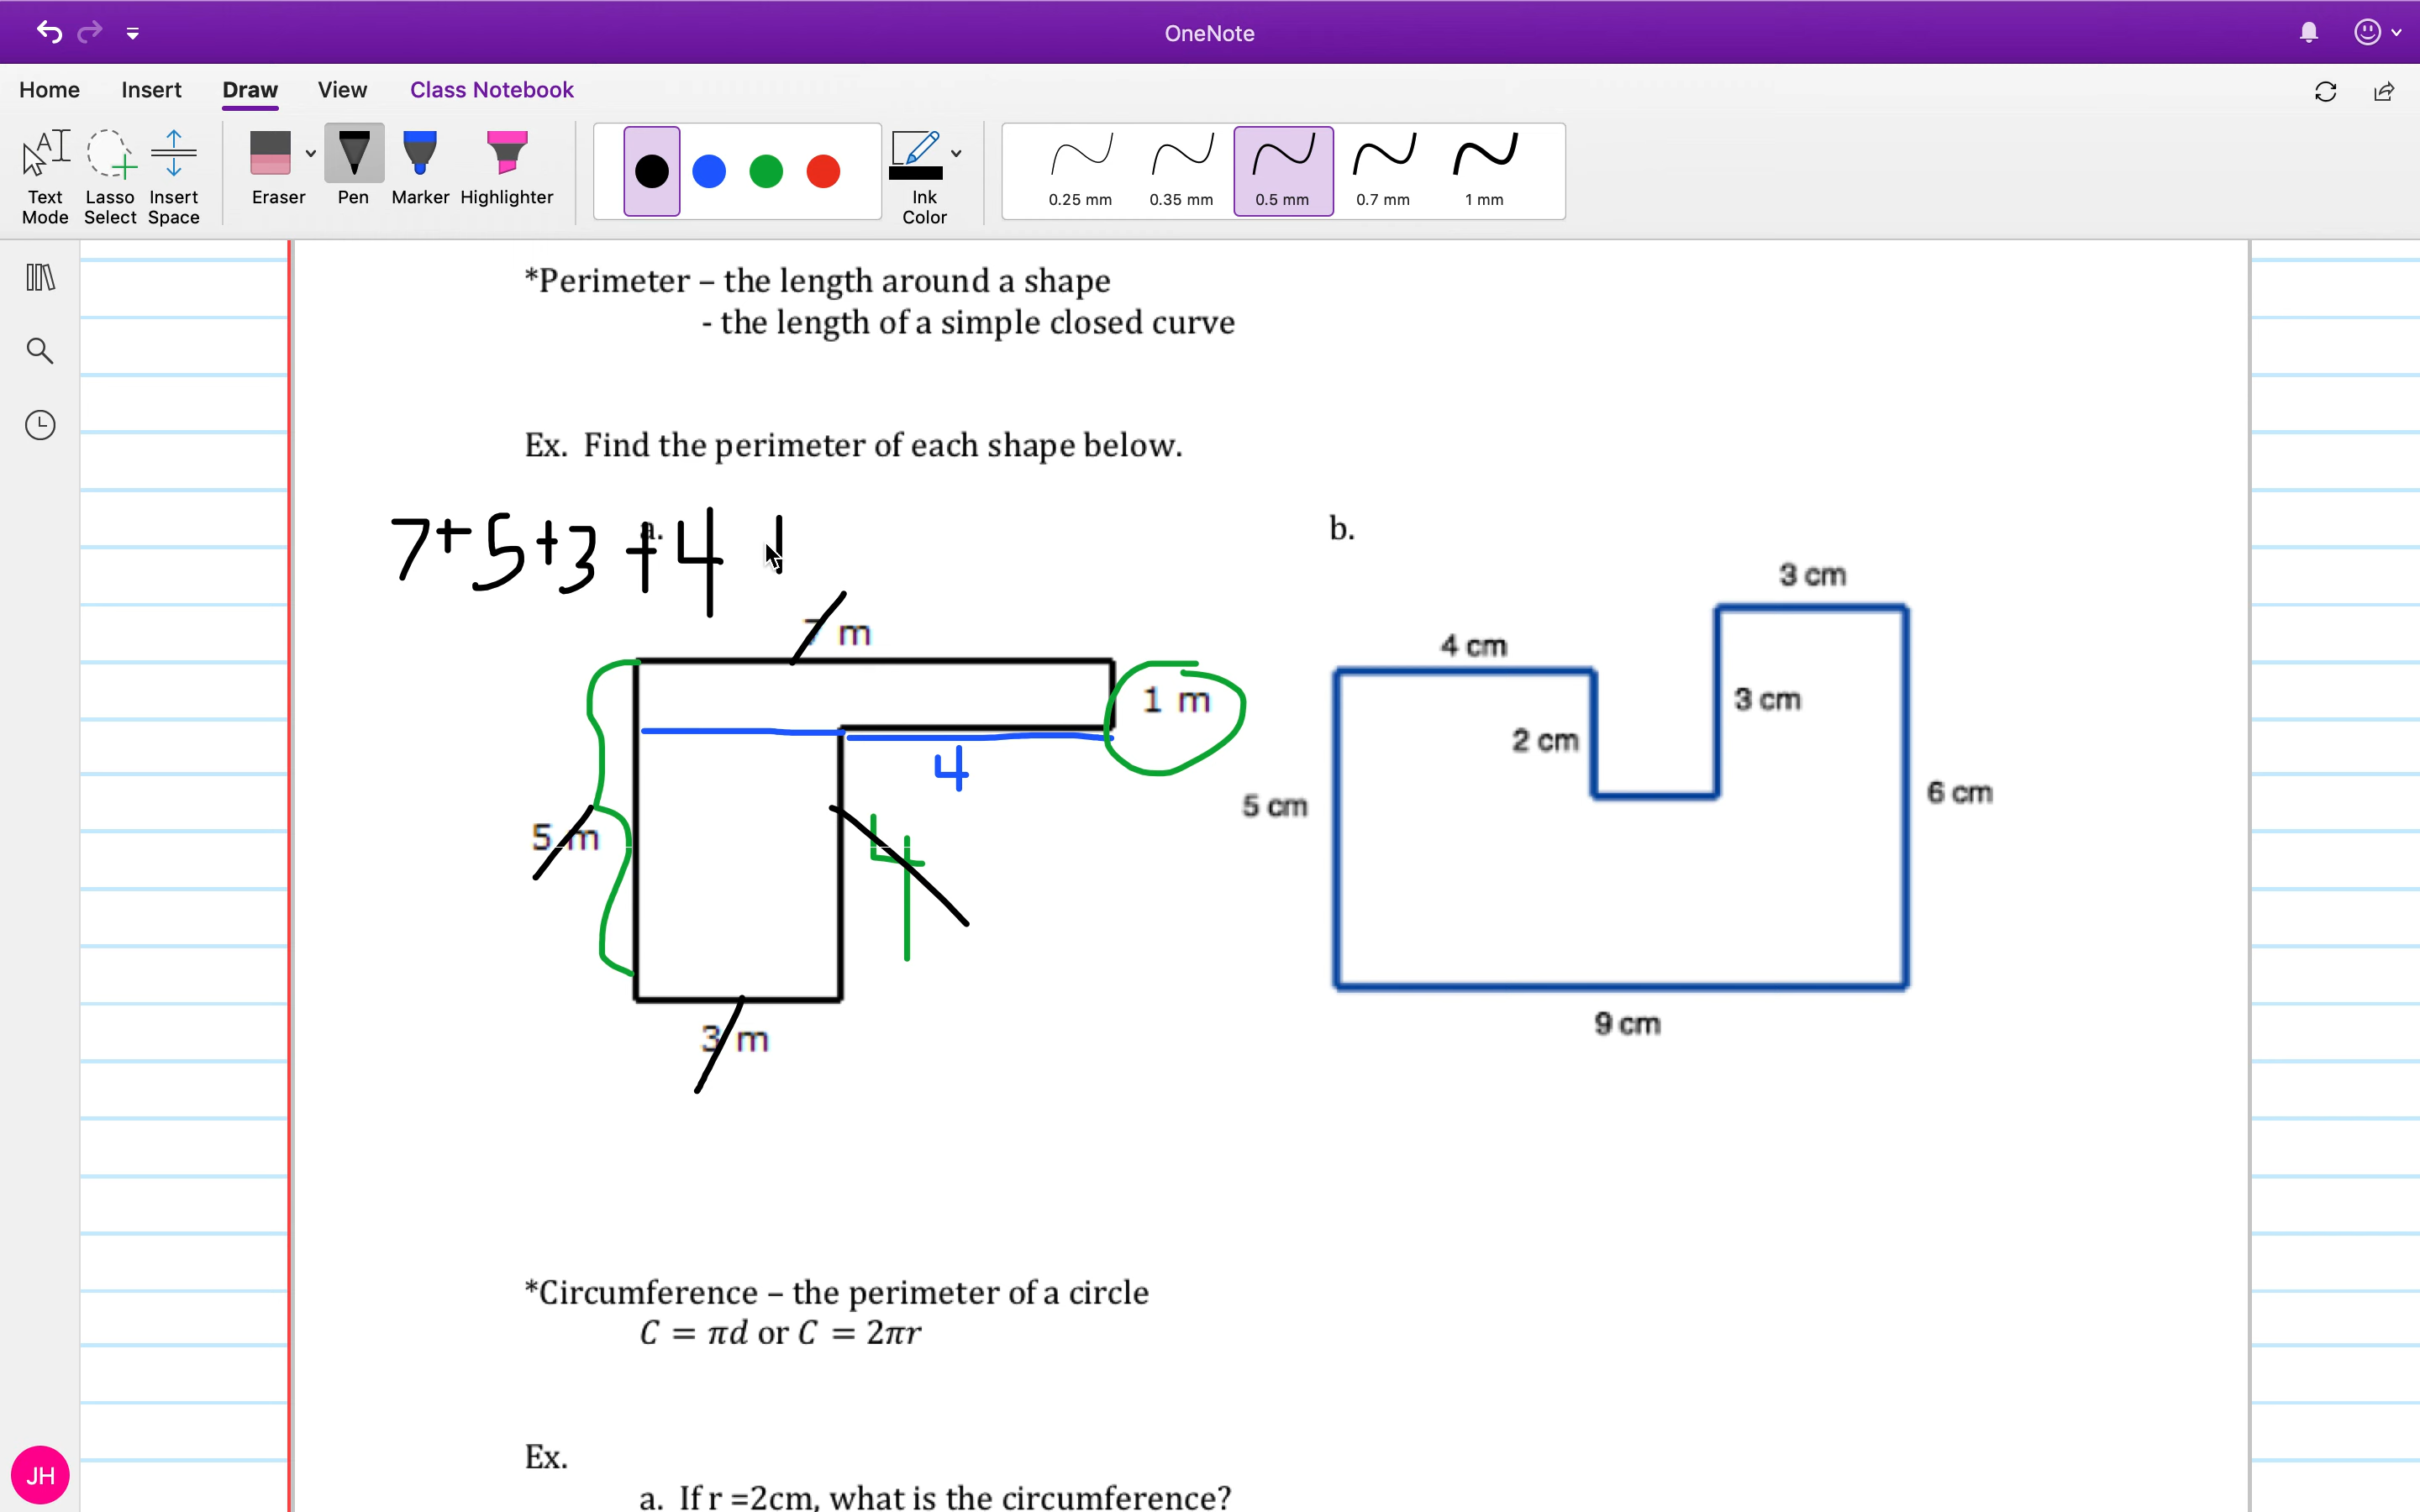 OneNote
Home Insert Draw View Class Notebook
Text Mode
Lasso Select
Insert Space
Eraser
Pen
Marker
Highlighter
Ink Color
0.25 mm
0.35 mm
0.5 mm
0.7 mm
1 mm
*Perimeter – the length around a shape
- the length of a simple closed curve
Ex. Find the perimeter of each shape below.
7+5+3+4
a.
7 m
1 m
4
5 m
4
3 m
b.
3 cm
4 cm
3 cm
2 cm
5 cm
6 cm
9 cm
*Circumference – the perimeter of a circle
C = πd or C = 2πr
Ex.
a. If r =2cm, what is the circumference?
JH